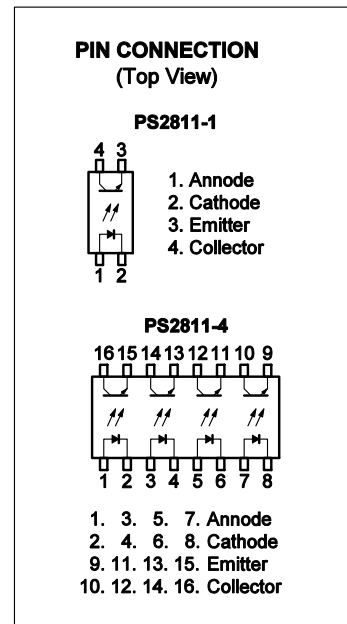 PIN CONNECTION
(Top View)
PS2811-1
4 3
1. Annode
2. Cathode
3. Emitter
4. Collector
1 2
PS2811-4
16 15 14 13 12 11 10 9
1 2 3 4 5 6 7 8
1. 3. 5. 7. Annode
2. 4. 6. 8. Cathode
9. 11. 13. 15. Emitter
10. 12. 14. 16. Collector